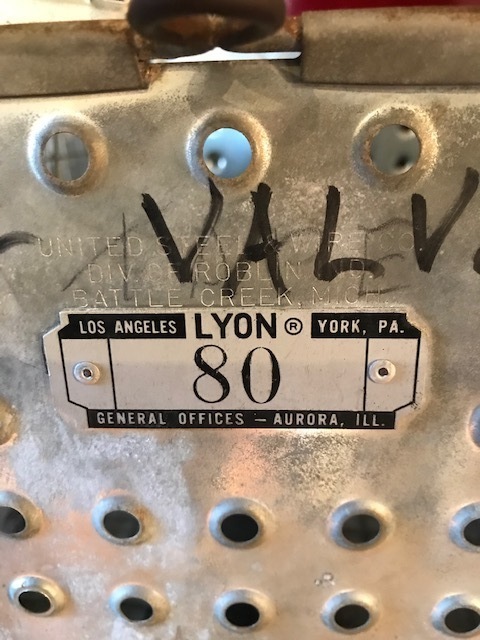 VALV
UNITED STEEL & WIRE CO.
DIV. OF ROBLIN IND.
BATTLE CREEK, MICH.
LOS ANGELES LYON ® YORK, PA.
80
GENERAL OFFICES — AURORA, ILL.